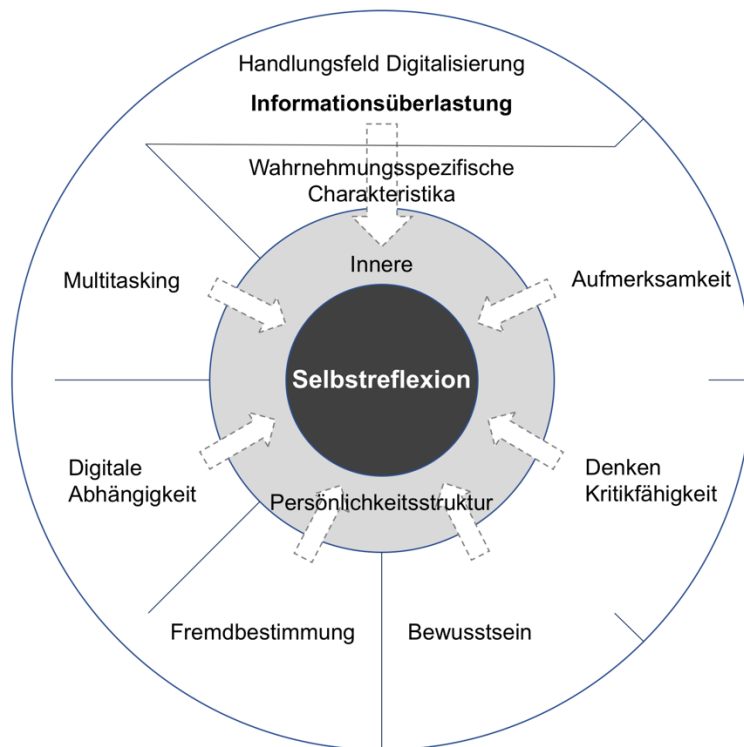 Handlungsfeld Digitalisierung
Informationsüberlastung
Wahrnehmungsspezifische
Charakteristika
Innere
Multitasking
Aufmerksamkeit
Selbstreflexion
Digitale
Abhängigkeit
Denken
Kritikfähigkeit
Persönlichkeitsstruktur
Fremdbestimmung
Bewusstsein